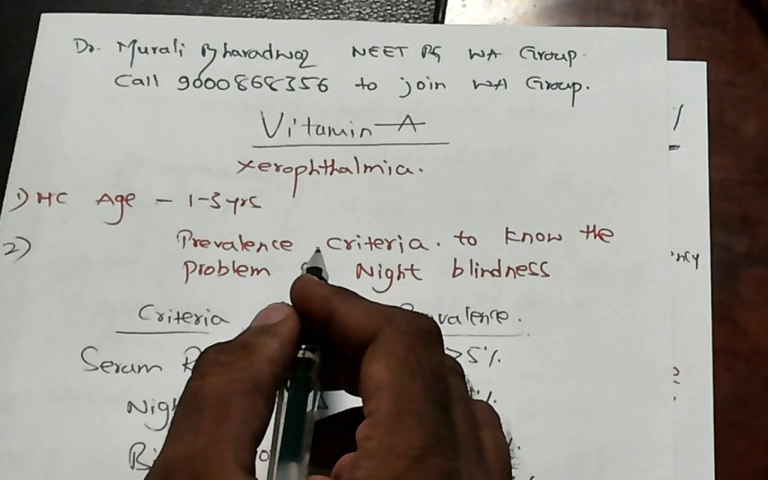 Dr. Murali Bharadwaz NEET PG WA Group.
Call 9000868356 to join WA Group.
Vitamin-A
Xerophthalmia.
1) MC Age - 1-3 yrs
2) Prevalence criteria. to know the
problem Night blindness
Criteria
Serum >5%